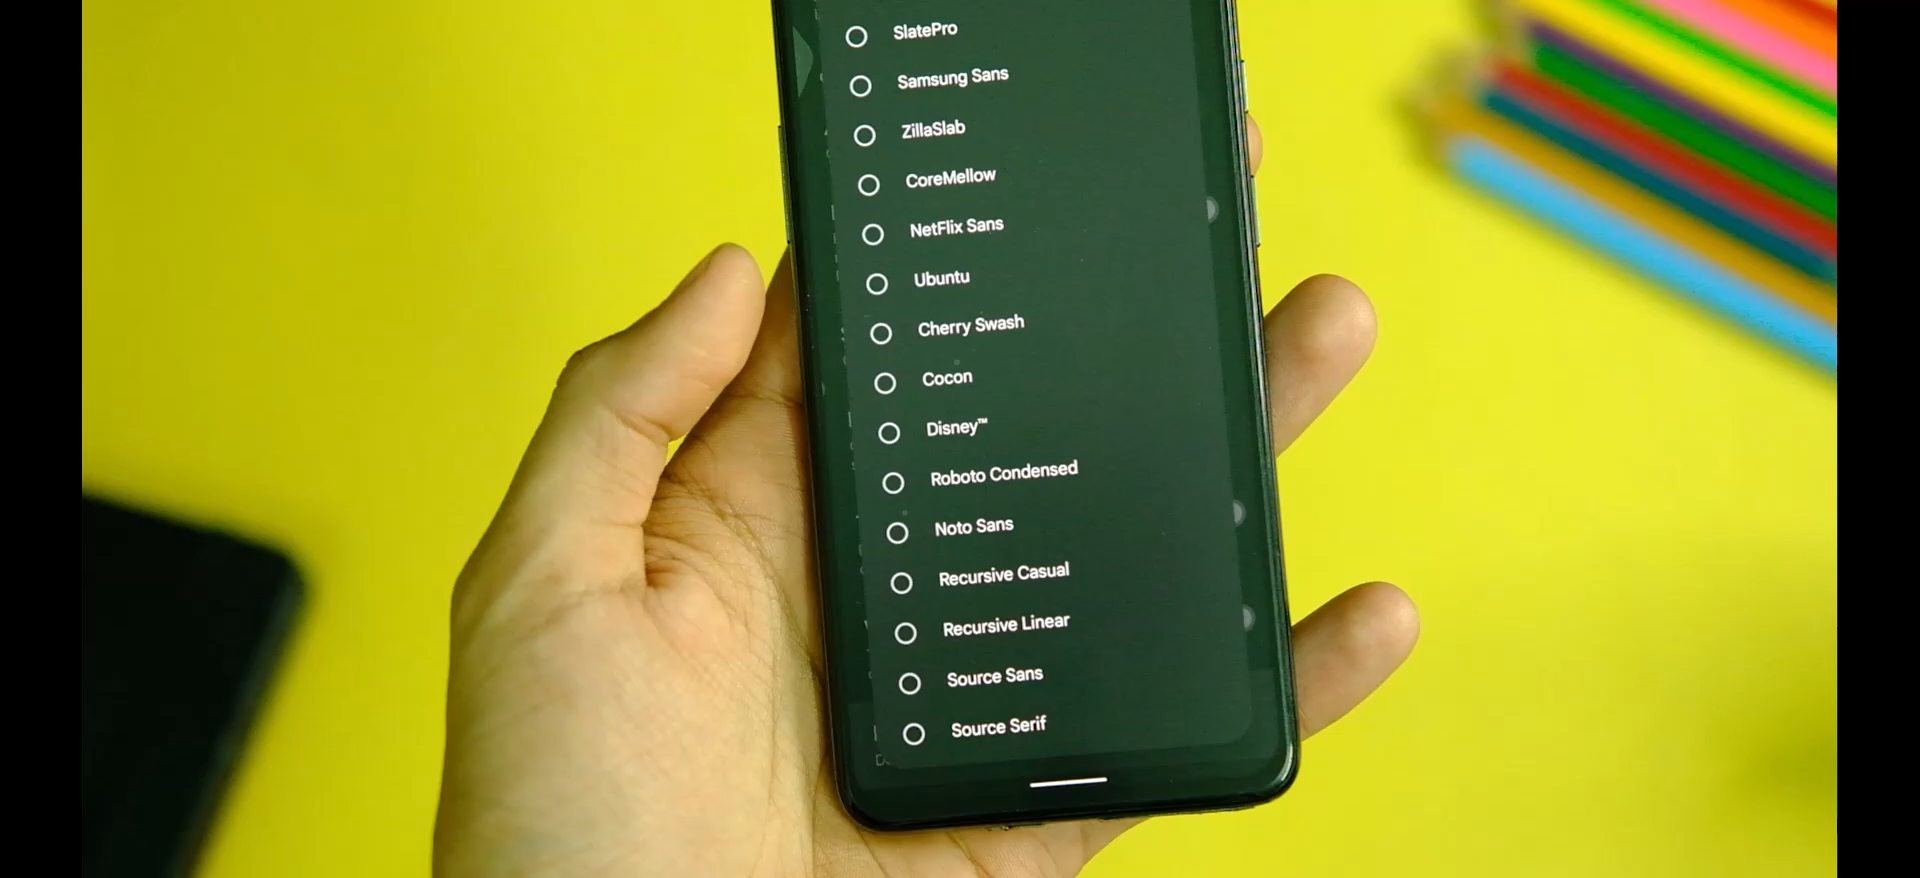 SlatePro
Samsung Sans
ZillaSlab
CoreMellow
NetFlix Sans
Ubuntu
Cherry Swash
Cocon
Disney™
Roboto Condensed
Noto Sans
Recursive Casual
Recursive Linear
Source Sans
Source Serif